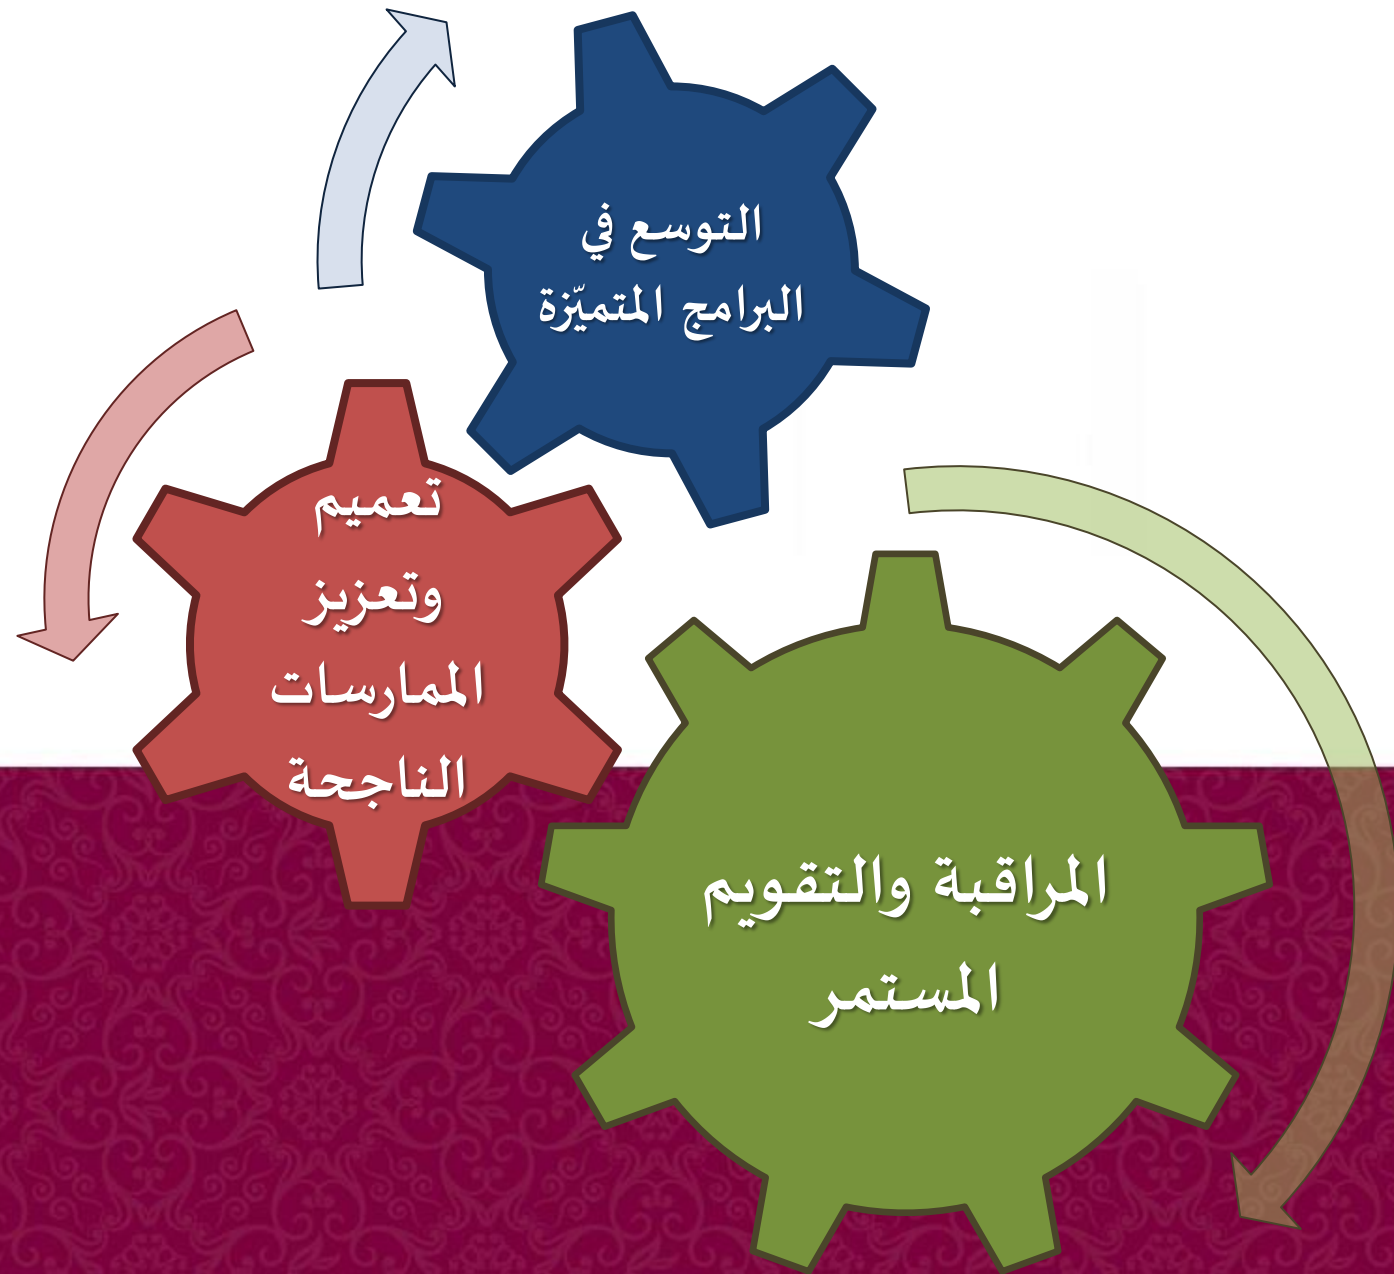 التوسع في
البرامج المتميّزة
تعميم
وتعزيز
الممارسات
الناجحة
المراقبة والتقويم
المستمر